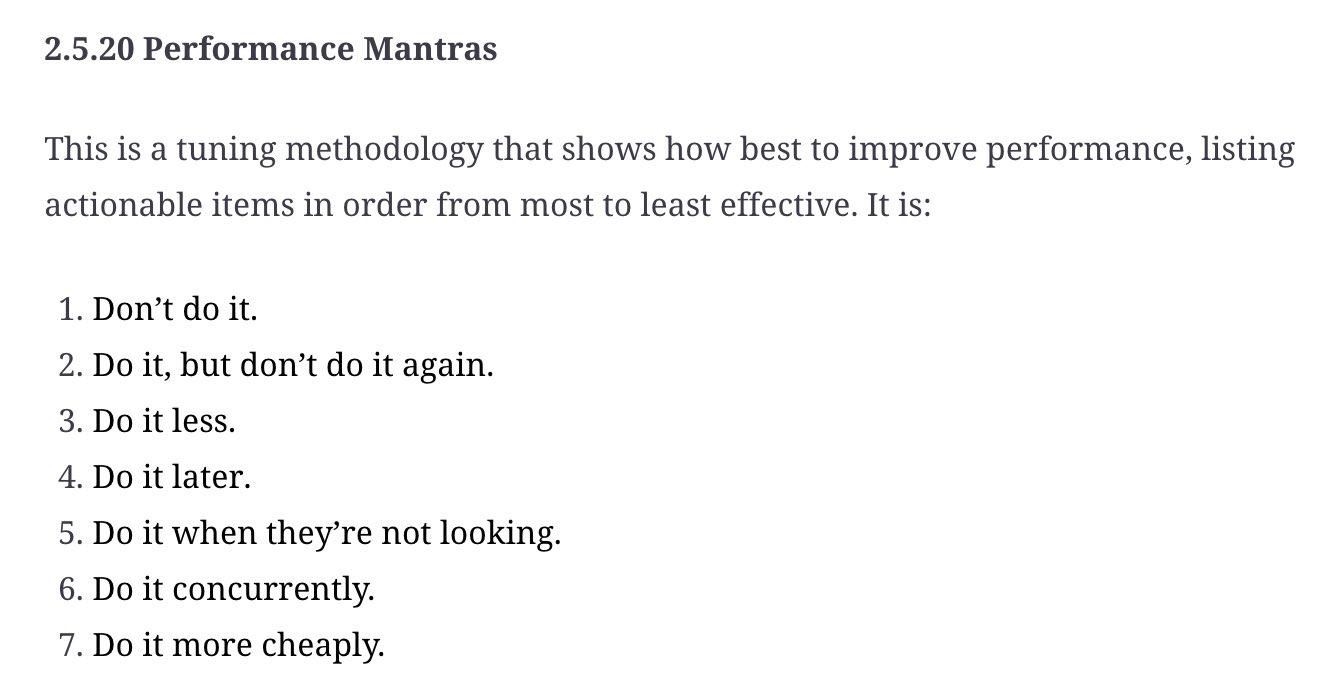 2.5.20 Performance Mantras
This is a tuning methodology that shows how best to improve performance, listing
actionable items in order from most to least effective. It is:
1. Don’t do it.
2. Do it, but don’t do it again.
3. Do it less.
4. Do it later.
5. Do it when they’re not looking.
6. Do it concurrently.
7. Do it more cheaply.